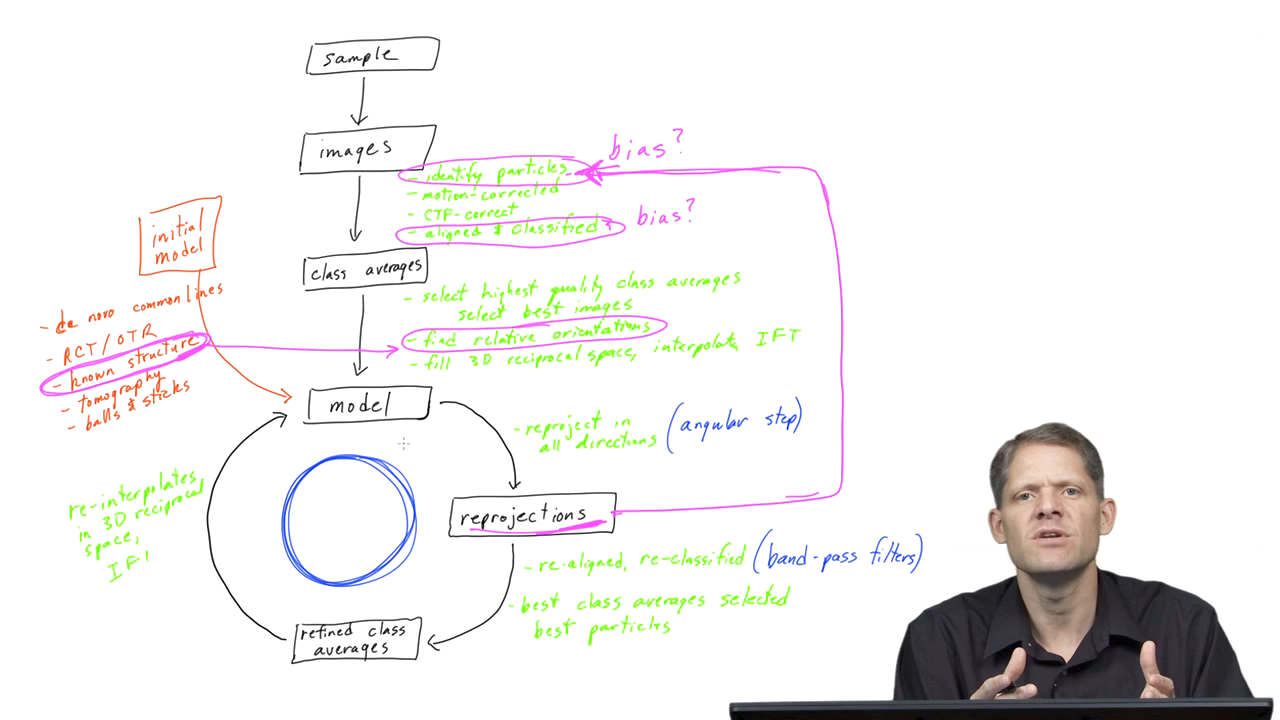 sample
images
bias?
- identify particles
- motion-corrected
- CTF-correct
- aligned & classified
bias?
initial
model
class averages
- de novo common lines
- RCT/OTR
- known structure
- tomography
- balls & sticks
- select highest quality class averages
select best images
- find relative orientations
- fill 3D reciprocal space, interpolate IFT
model
- reproject in
all directions
(angular step)
re-interpolates
in 3D reciprocal
space,
IFT
reprojections
- re-aligned, re-classified (band-pass filters)
- best class averages selected
best particles
refined class
averages